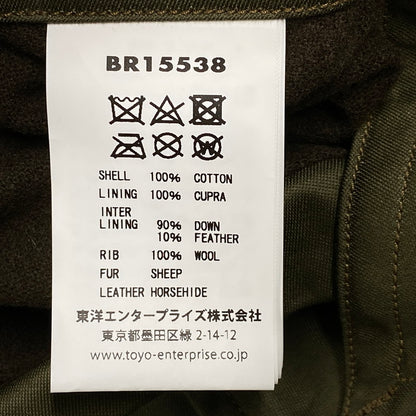 BR15538
W
SHELL 100% COTTON
LINING 100% CUPRA
INTER
LINING 90% DOWN
10% FEATHER
RIB 100% WOOL
FUR SHEEP
LEATHER HORSEHIDE
東洋エンタープライズ株式会社
東京都墨田区緑 2-14-12
www.toyo-enterprise.co.jp